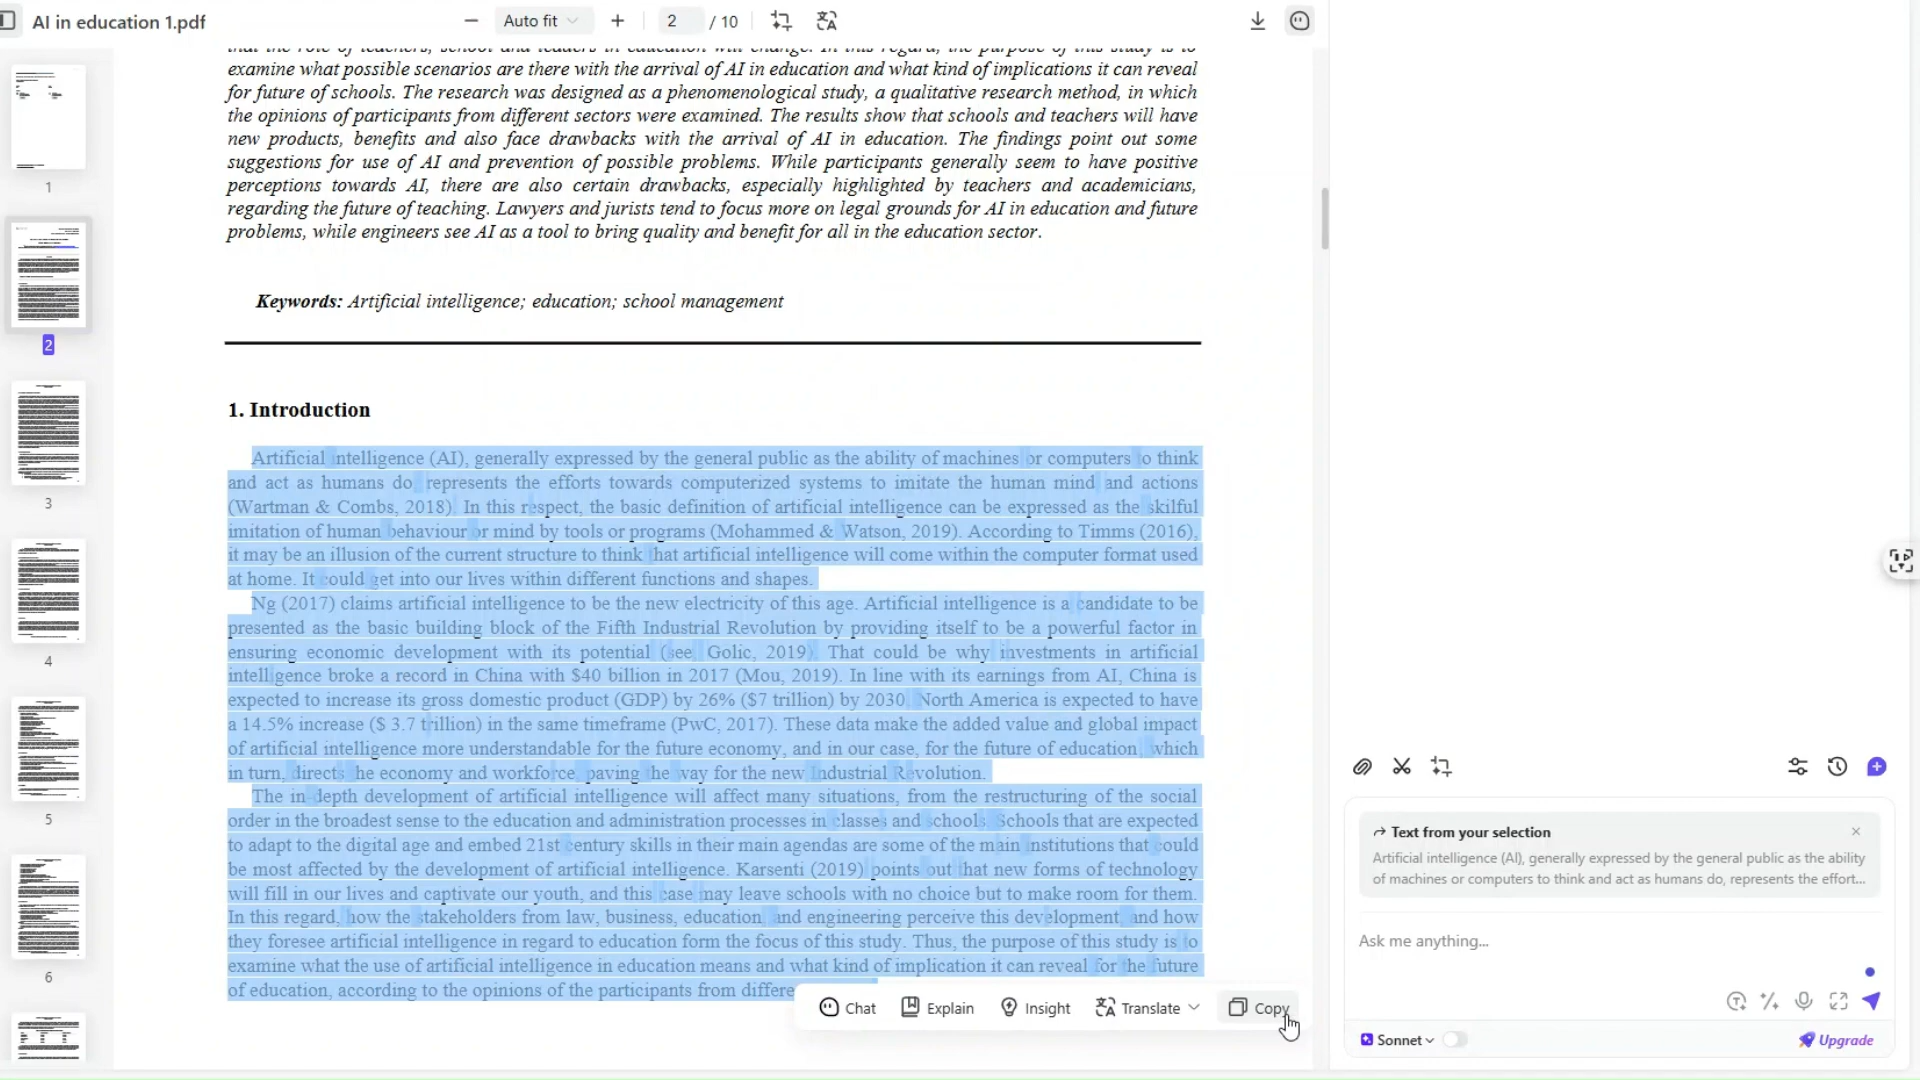 AI in education 1.pdf
Auto fit
2 / 10
that the role of teachers, school and leaders in education will change. In this regard, the purpose of this study is to
examine what possible scenarios are there with the arrival of AI in education and what kind of implications it can reveal
for future of schools. The research was designed as a phenomenological study, a qualitative research method, in which
the opinions of participants from different sectors were examined. The results show that schools and teachers will have
new products, benefits and also face drawbacks with the arrival of AI in education. The findings point out some
suggestions for use of AI and prevention of possible problems. While participants generally seem to have positive
perceptions towards AI, there are also certain drawbacks, especially highlighted by teachers and academicians,
regarding the future of teaching. Lawyers and jurists tend to focus more on legal grounds for AI in education and future
problems, while engineers see AI as a tool to bring quality and benefit for all in the education sector.
Keywords: Artificial intelligence; education; school management
1. Introduction
Artificial intelligence (AI), generally expressed by the general public as the ability of machines or computers to think
and act as humans do, represents the efforts towards computerized systems to imitate the human mind and actions
(Wartman & Combs, 2018). In this respect, the basic definition of artificial intelligence can be expressed as the skilful
imitation of human behaviour or mind by tools or programs (Mohammed & Watson, 2019). According to Timms (2016),
it may be an illusion of the current structure to think that artificial intelligence will come within the computer format used
at home. It could get into our lives within different functions and shapes.
Ng (2017) claims artificial intelligence to be the new electricity of this age. Artificial intelligence is a candidate to be
presented as the basic building block of the Fifth Industrial Revolution by providing itself to be a powerful factor in
ensuring economic development with its potential (see, Golic, 2019). That could be why investments in artificial
intelligence broke a record in China with $40 billion in 2017 (Mou, 2019). In line with its earnings from AI, China is
expected to increase its gross domestic product (GDP) by 26% ($7 trillion) by 2030. North America is expected to have
a 14.5% increase ($ 3.7 trillion) in the same timeframe (PwC, 2017). These data make the added value and global impact
of artificial intelligence more understandable for the future economy, and in our case, for the future of education, which
in turn, directs the economy and workforce, paving the way for the new Industrial Revolution.
The in-depth development of artificial intelligence will affect many situations, from the restructuring of the social
order in the broadest sense to the education and administration processes in classes and schools. Schools that are expected
to adapt to the digital age and embed 21st century skills in their main agendas are some of the main institutions that could
be most affected by the development of artificial intelligence. Karsenti (2019) points out that new forms of technology
will fill in our lives and captivate our youth, and this case may leave schools with no choice but to make room for them.
In this regard, how the stakeholders from law, business, education, and engineering perceive this development, and how
they foresee artificial intelligence in regard to education form the focus of this study. Thus, the purpose of this study is to
examine what the use of artificial intelligence in education means and what kind of implication it can reveal for the future
of education, according to the opinions of the participants from differe
Chat Explain Insight Translate Copy
1
2
3
4
5
6
Text from your selection
Artificial intelligence (AI), generally expressed by the general public as the ability
of machines or computers to think and act as humans do, represents the effort...
Ask me anything...
Sonnet
Upgrade